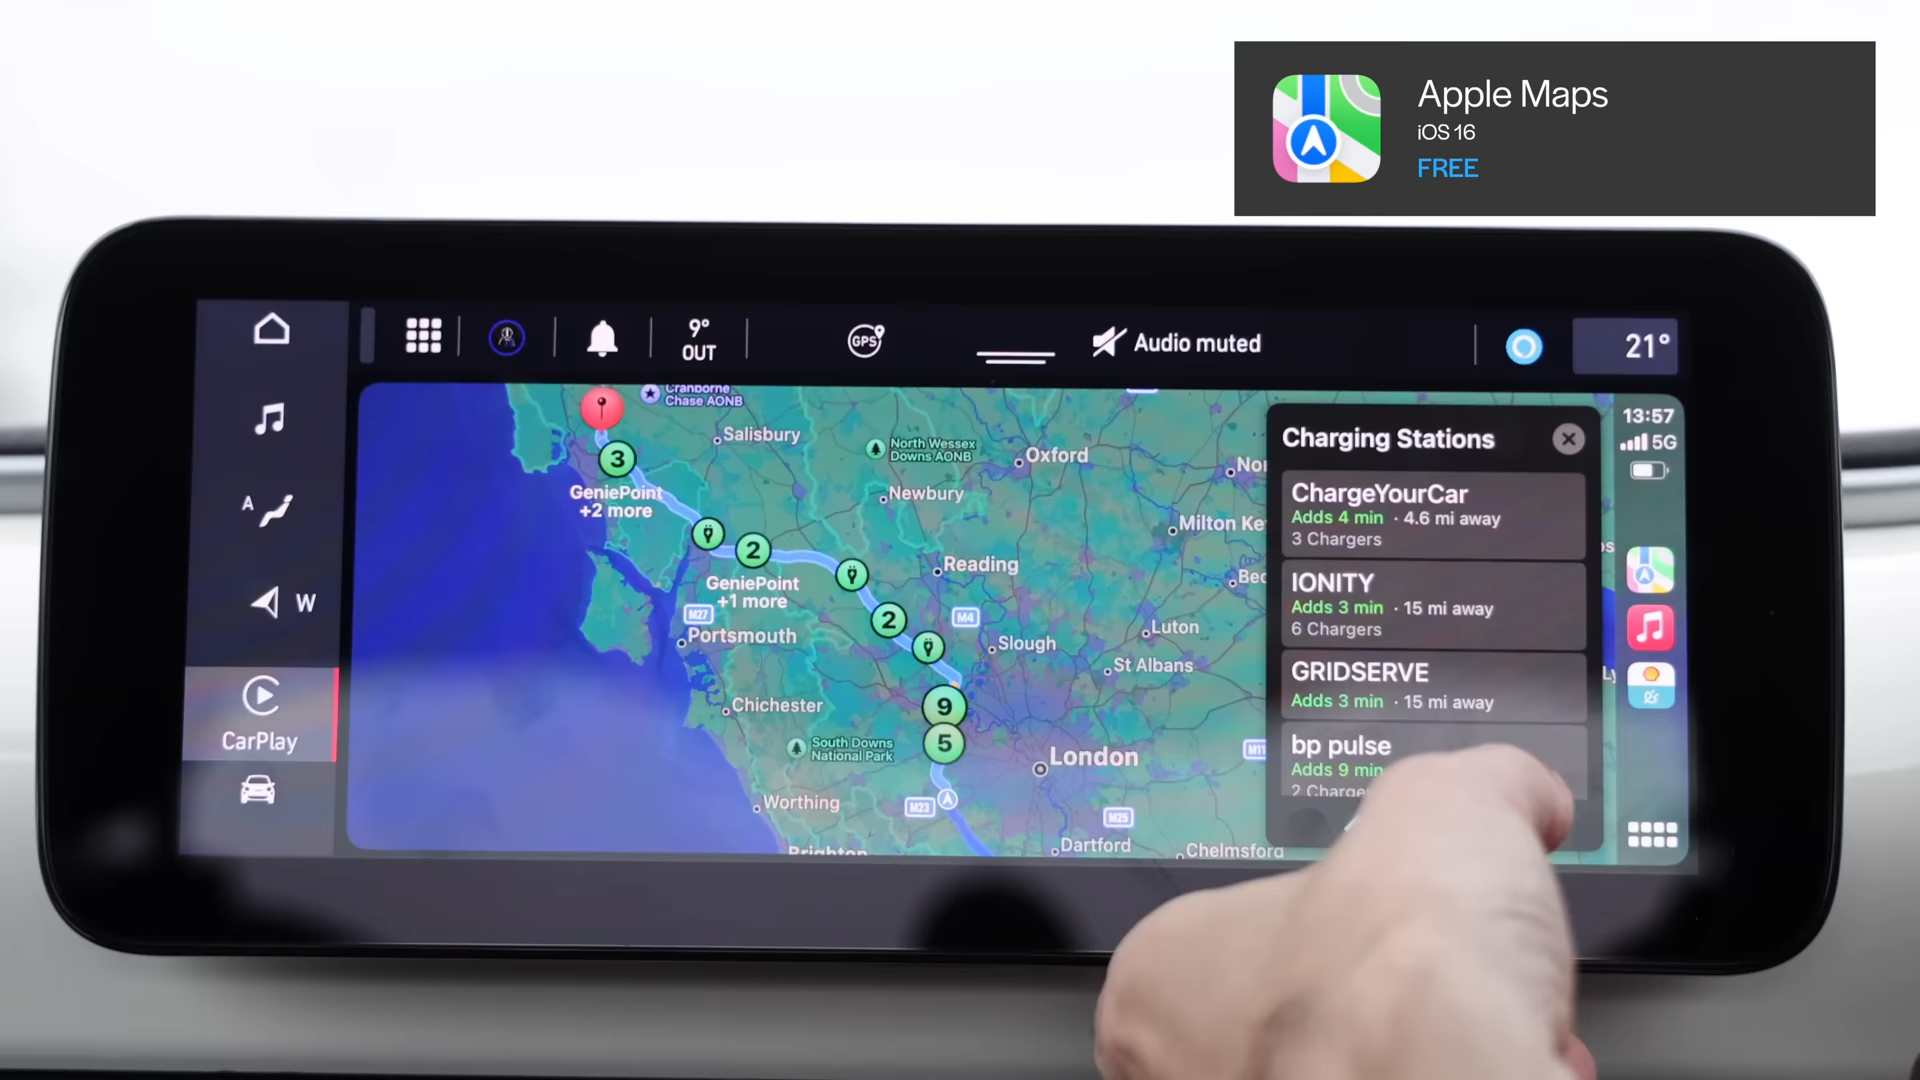 Apple Maps
iOS 16
FREE
9°
OUT
GPS
Audio muted
21°
A
W
CarPlay
Cranborne
Chase AONB
Salisbury
North Wessex
Downs AONB
Oxford
Newbury
Milton Ke
3
GeniePoint
+2 more
2
GeniePoint
+1 more
Reading
M27
M4
2
Portsmouth
Slough
Luton
St Albans
Chichester
9
5
South Downs
National Park
London
M11
Worthing
M23
M25
Brighton
Dartford
Chelmsford
Charging Stations
ChargeYourCar
Adds 4 min · 4.6 mi away
3 Chargers
IONITY
Adds 3 min · 15 mi away
6 Chargers
GRIDSERVE
Adds 3 min · 15 mi away
bp pulse
Adds 9 min
13:57
5G